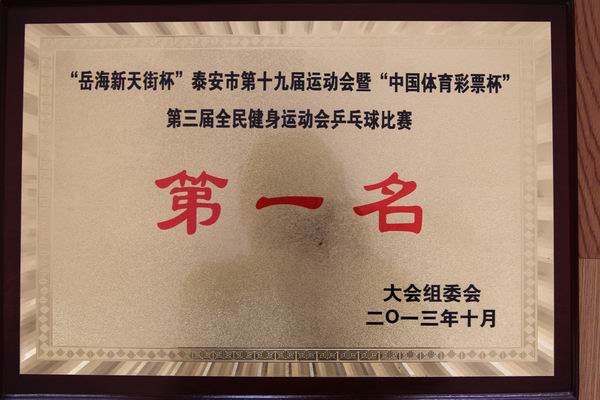 “岳海新天街杯”泰安市第十九届运动会暨“中国体育彩票杯”
第三届全民健身运动会乒乓球比赛
第一名
大会组委会
二〇一三年十月